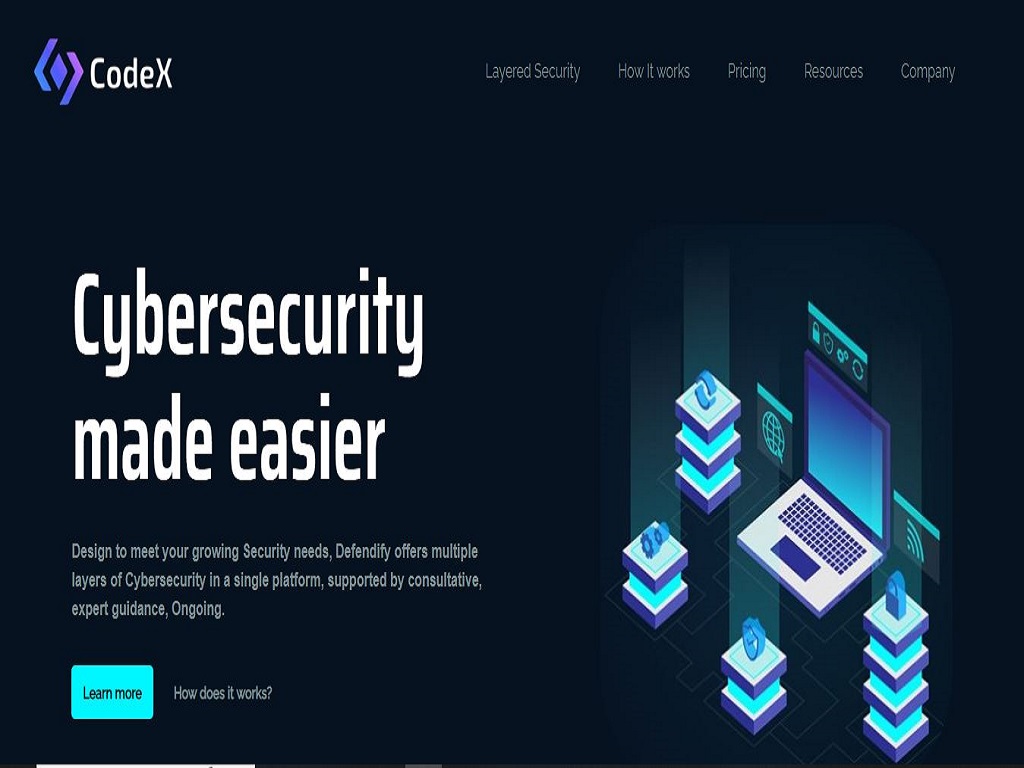 CodeX
Layered Security
How It works
Pricing
Resources
Company
Cybersecurity
made easier
Design to meet your growing Security needs, Defendify offers multiple
layers of Cybersecurity in a single platform, supported by consultative,
expert guidance, Ongoing.
Learn more
How does it works?